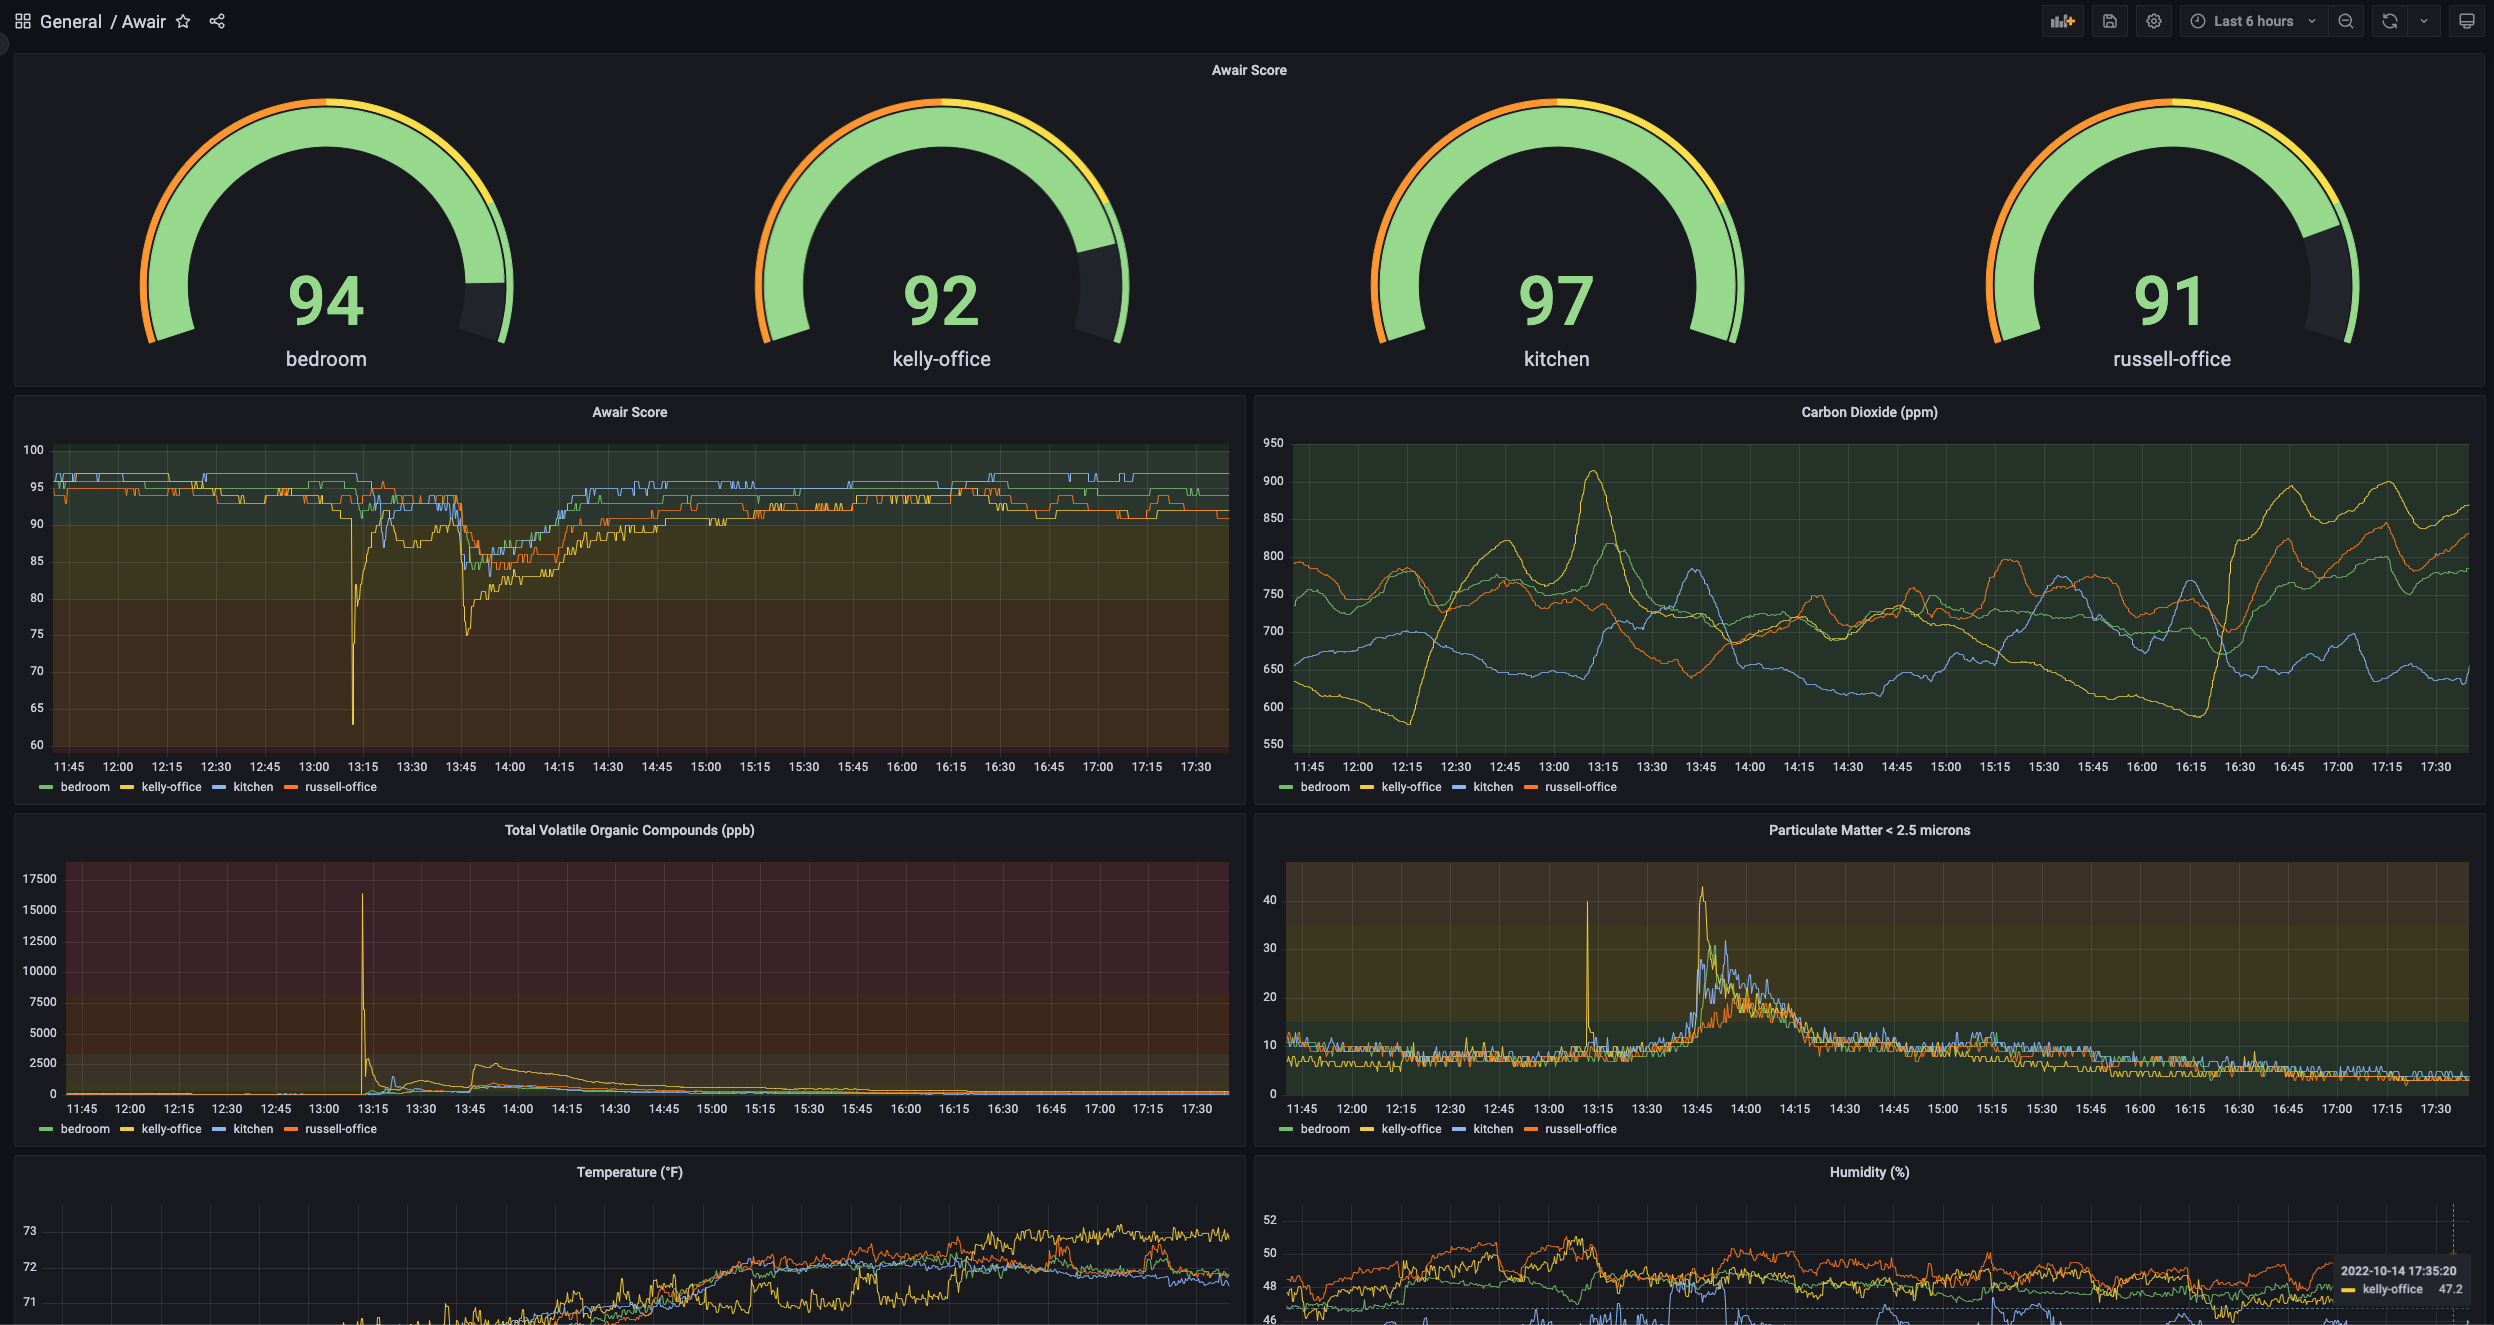 General / Awair
Last 6 hours
Awair Score
94
bedroom
92
kelly-office
97
kitchen
91
russell-office
Awair Score
100
95
90
85
80
75
70
65
60
11:45 12:00 12:15 12:30 12:45 13:00 13:15 13:30 13:45 14:00 14:15 14:30 14:45 15:00 15:15 15:30 15:45 16:00 16:15 16:30 16:45 17:00 17:15 17:30
bedroom kelly-office kitchen russell-office
Carbon Dioxide (ppm)
950
900
850
800
750
700
650
600
550
11:45 12:00 12:15 12:30 12:45 13:00 13:15 13:30 13:45 14:00 14:15 14:30 14:45 15:00 15:15 15:30 15:45 16:00 16:15 16:30 16:45 17:00 17:15 17:30
bedroom kelly-office kitchen russell-office
Total Volatile Organic Compounds (ppb)
17500
15000
12500
10000
7500
5000
2500
0
11:45 12:00 12:15 12:30 12:45 13:00 13:15 13:30 13:45 14:00 14:15 14:30 14:45 15:00 15:15 15:30 15:45 16:00 16:15 16:30 16:45 17:00 17:15 17:30
bedroom kelly-office kitchen russell-office
Particulate Matter < 2.5 microns
40
30
20
10
0
11:45 12:00 12:15 12:30 12:45 13:00 13:15 13:30 13:45 14:00 14:15 14:30 14:45 15:00 15:15 15:30 15:45 16:00 16:15 16:30 16:45 17:00 17:15 17:30
bedroom kelly-office kitchen russell-office
Temperature (°F)
73
72
71
Humidity (%)
52
50
48
46
2022-10-14 17:35:20
kelly-office 47.2